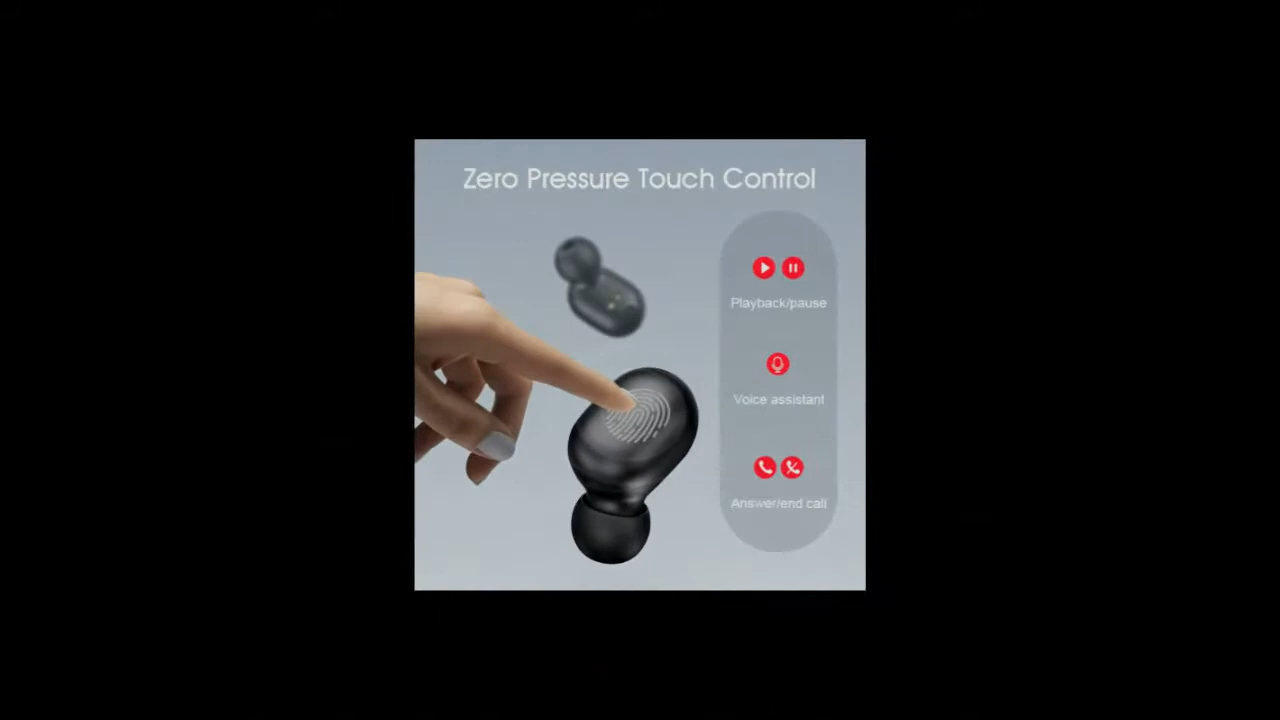 Zero Pressure Touch Control
Playback/pause
Voice assistant
Answer/end call